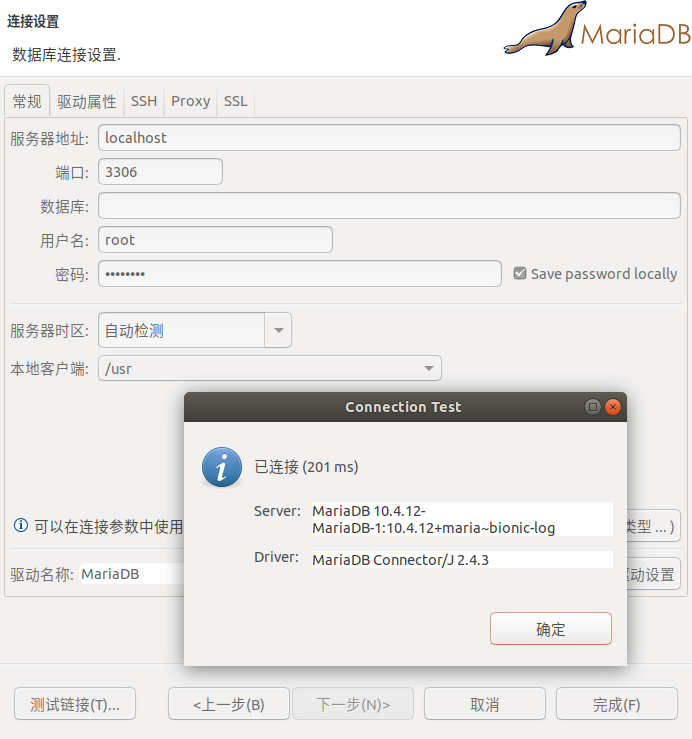 连接设置
数据库连接设置.
MariaDB
常规 驱动属性 SSH Proxy SSL
服务器地址: localhost
端口: 3306
数据库:
用户名: root
密码: •••••••• Save password locally
服务器时区: 自动检测
本地客户端: /usr
Connection Test
已连接 (201 ms)
Server: MariaDB 10.4.12-
MariaDB-1:10.4.12+maria~bionic-log
Driver: MariaDB Connector/J 2.4.3
确定
可以在连接参数中使用
类型 ... )
驱动名称: MariaDB
动设置
测试链接(T)... <上一步(B) 下一步(N)> 取消 完成(F)